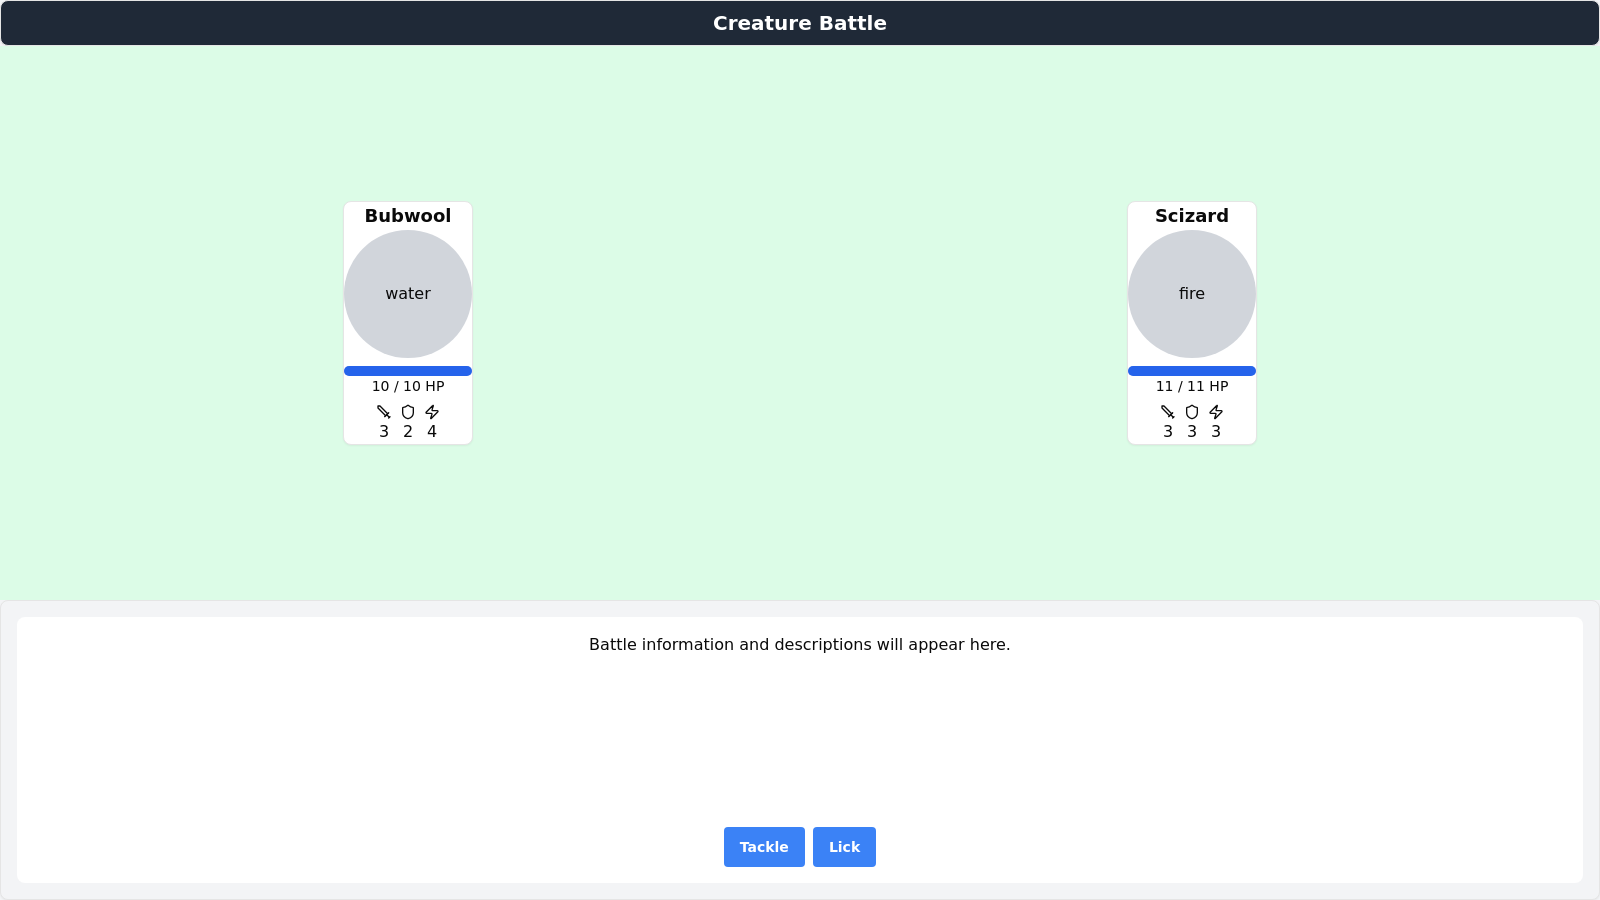 Creature Battle
Bubwool
water
10 / 10 HP
3 2 4
Scizard
fire
11 / 11 HP
3 3 3
Battle information and descriptions will appear here.
Tackle
Lick